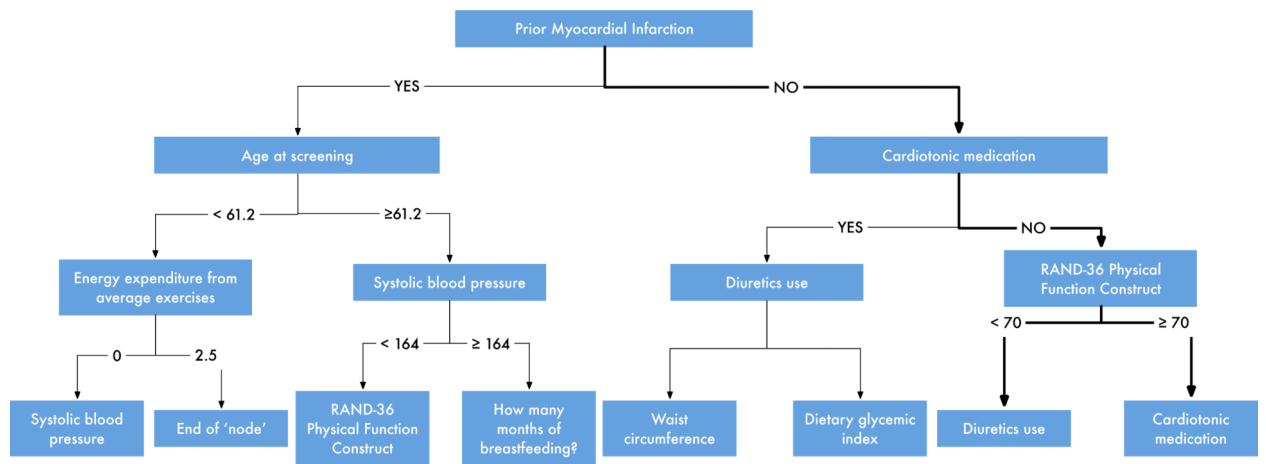 Prior Myocardial Infarction
YES
NO
Age at screening
Cardiotonic medication
< 61.2
≥61.2
YES
NO
Energy expenditure from
average exercises
Systolic blood pressure
Diuretics use
RAND-36 Physical
Function Construct
0
2.5
< 164
≥ 164
< 70
≥ 70
Systolic blood
pressure
End of ‘node’
RAND-36
Physical Function
Construct
How many
months of
breastfeeding?
Waist
circumference
Dietary glycemic
index
Diuretics use
Cardiotonic
medication